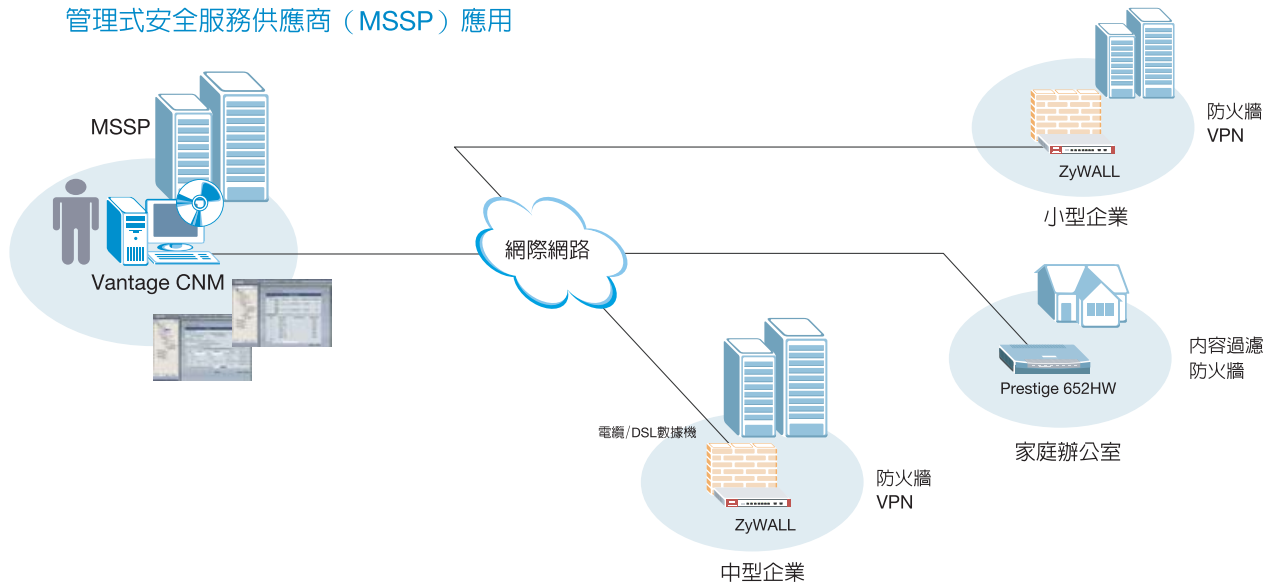 管理式安全服務供應商（MSSP）應用
MSSP
Vantage CNM
網際網路
防火牆
VPN
ZyWALL
小型企業
內容過濾
防火牆
Prestige 652HW
家庭辦公室
電纜/DSL數據機
防火牆
VPN
ZyWALL
中型企業